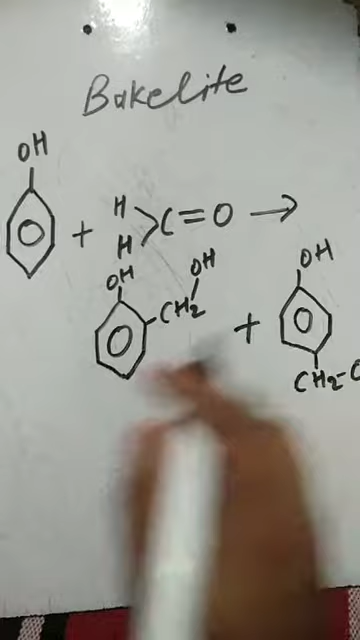 Bakelite
OH
+ H H >C=O →
OH CH2 OH + OH CH2-